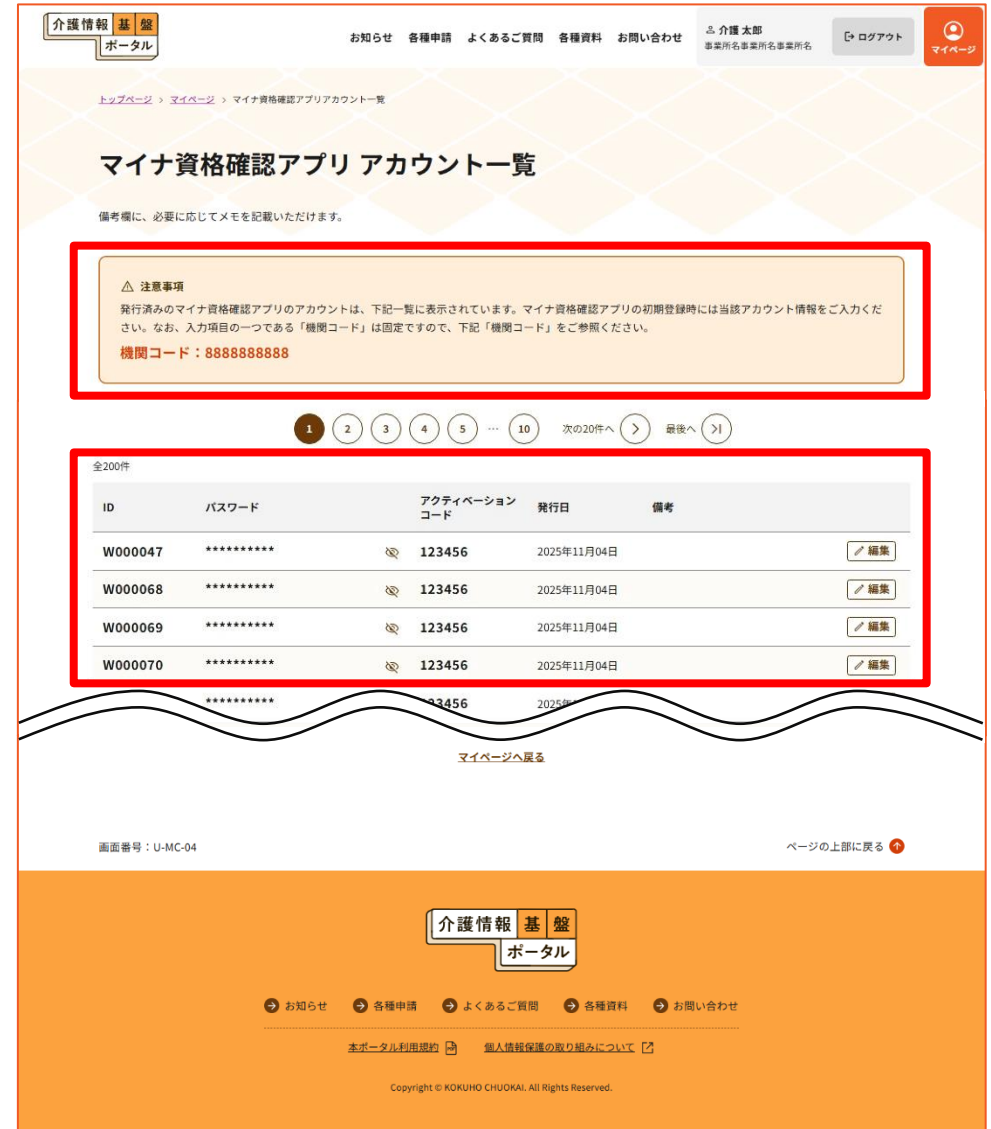 介護情報基盤
ポータル
お知らせ 各種申請 よくあるご質問 各種資料 お問い合わせ
介護 太郎
事業所名事業所名事業所名
ログアウト
マイページ
トップページ > マイページ > マイナ資格確認アプリアカウント一覧
マイナ資格確認アプリ アカウント一覧
備考欄に、必要に応じてメモを記載いただけます。
注意事項
発行済みのマイナ資格確認アプリのアカウントは、下記一覧に表示されています。マイナ資格確認アプリの初期登録時には当該アカウント情報をご入力くだ
さい。なお、入力項目の一つである「機関コード」は固定ですので、下記「機関コード」をご参照ください。
機関コード：8888888888
1 2 3 4 5 … 10 次の20件へ 最後へ
全200件
ID パスワード アクティベーション
コード 発行日 備考
W000047 ********** 123456 2025年11月04日 編集
W000068 ********** 123456 2025年11月04日 編集
W000069 ********** 123456 2025年11月04日 編集
W000070 ********** 123456 2025年11月04日 編集
********** 123456 2025年
マイページへ戻る
画面番号：U-MC-04
ページの上部に戻る
介護情報基盤
ポータル
お知らせ 各種申請 よくあるご質問 各種資料 お問い合わせ
本ポータル利用規約 個人情報保護の取り組みについて
Copyright © KOKUHO CHUOKAI. All Rights Reserved.